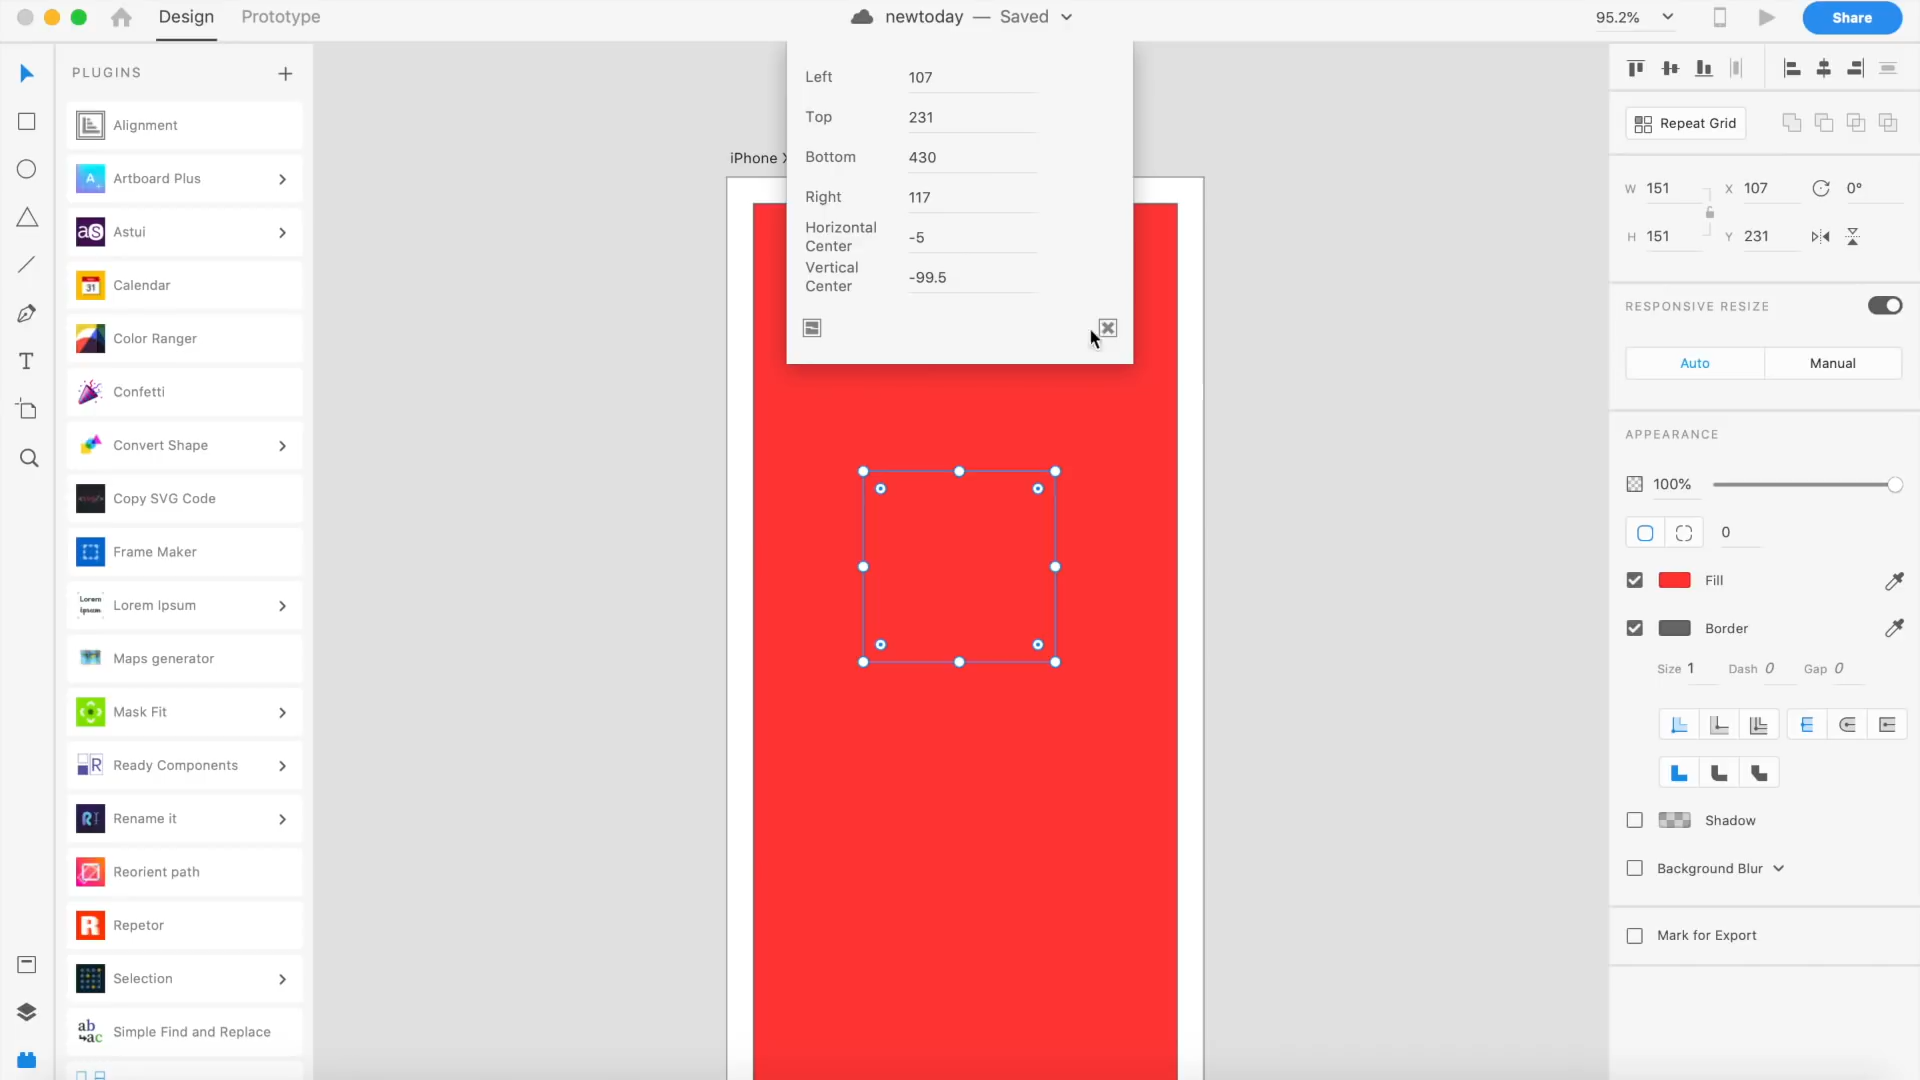 Design
Prototype
newtoday — Saved
95.2%
Share
PLUGINS
Alignment
Artboard Plus
Astui
Calendar
Color Ranger
Confetti
Convert Shape
Copy SVG Code
Frame Maker
Lorem Ipsum
Maps generator
Mask Fit
Ready Components
Rename it
Reorient path
Repetor
Selection
Simple Find and Replace
iPhone X
Left 107
Top 231
Bottom 430
Right 117
Horizontal
Center -5
Vertical
Center -99.5
Repeat Grid
W 151 X 107 0°
H 151 Y 231
RESPONSIVE RESIZE
Auto Manual
APPEARANCE
100%
0
Fill
Border
Size 1 Dash 0 Gap 0
Shadow
Background Blur
Mark for Export